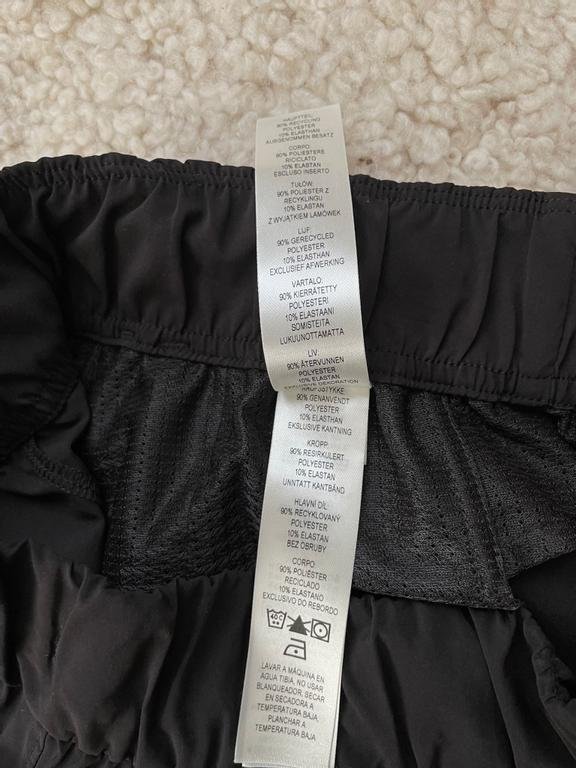 HAUPTTEIL:
90% RECYCLING
POLYESTER
10% ELASTHAN
AUSGENOMMEN BESATZ
CORPO:
90% POLIESTERE
RICICLATO
10% ELASTAN
ESCLUSO INSERTO
TUŁÓW:
90% POLIESTER Z
RECYKLINGU
10% ELASTAN
Z WYJĄTKIEM LAMÓWEK
LIJF:
90% GERECYCLED
POLYESTER
10% ELASTHAN
EXCLUSIEF AFWERKING
VARTALO:
90% KIERRÄTETTY
POLYESTERI
10% ELASTAANI
SOMISTEITA
LUKUUNOTTAMATTA
LIV:
90% ÅTERVUNNEN
POLYESTER
10% ELASTAN
EXCLUSIVE DEKORATION
90% GENANVENDT
POLYESTER
10% ELASTHAN
EKSLUSIVE KANTNING
KROPP:
90% RESIRKULERT
POLYESTER
10% ELASTAN
UNNTATT KANTBÅND
HLAVNÍ DÍL:
90% RECYKLOVANÝ
POLYESTER
10% ELASTAN
BEZ OBRUBY
CORPO:
90% POLIÉSTER
RECICLADO
10% ELASTANO
EXCLUSIVO DO REBORDO
40C
LAVAR A MÁQUINA EN
AGUA TIBIA, NO USAR
BLANQUEADOR, SECAR
EN SECADORA A
TEMPERATURA BAJA,
PLANCHAR A
TEMPERATURA BAJA